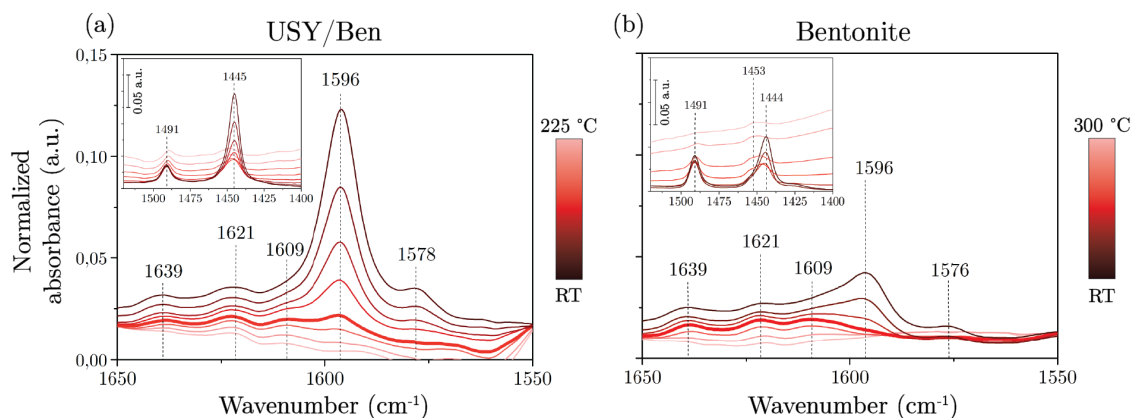 (a)
USY/Ben
0,15
0,10
0,05
0,00
Normalized
absorbance (a.u.)
0.05 a.u.
1491
1445
1500
1475
1450
1425
1400
1596
1639
1621
1609
1578
225 °C
RT
1650
1600
1550
Wavenumber (cm-1)
(b)
Bentonite
0.05 a.u.
1491
1453
1444
1500
1475
1450
1425
1400
1596
1639
1621
1609
1576
300 °C
RT
1650
1600
1550
Wavenumber (cm-1)